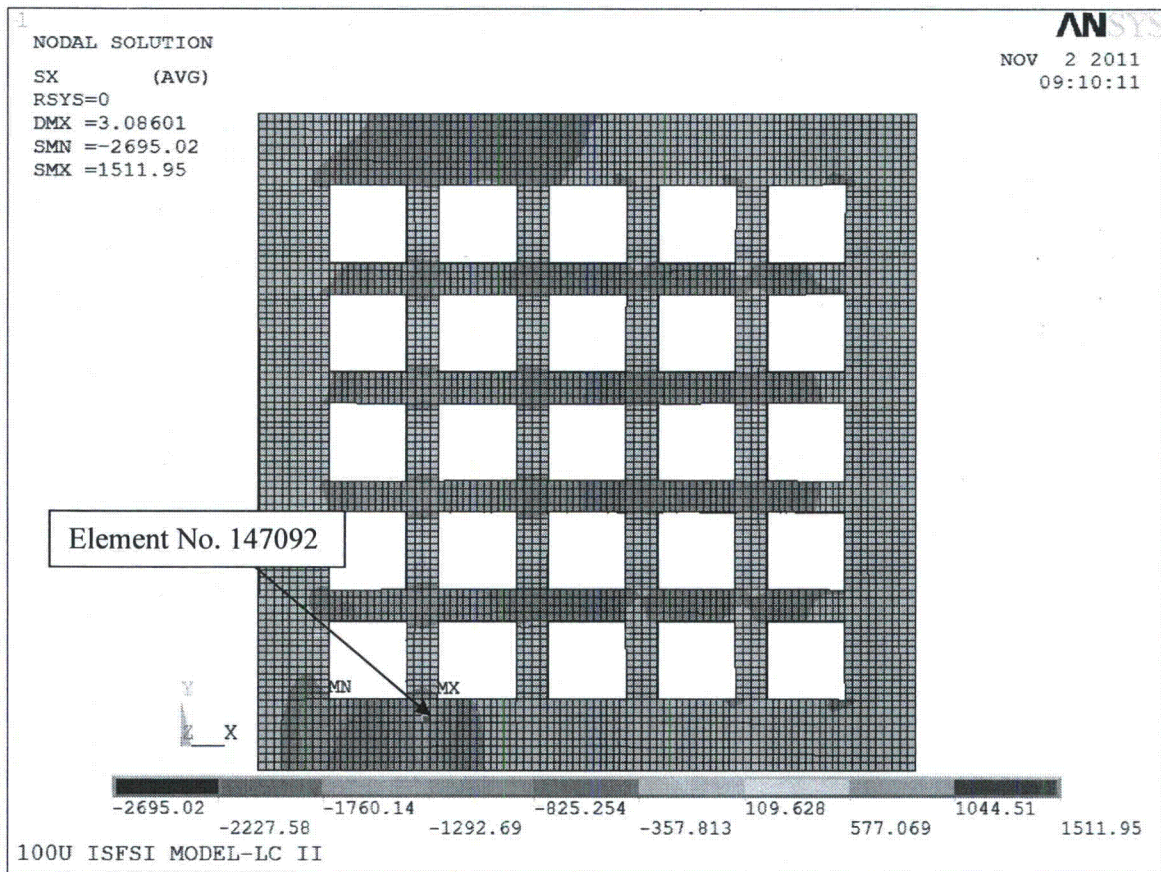 1
ANSYS
NODAL SOLUTION
NOV 2 2011
SX (AVG)
09:10:11
RSYS=0
DMX =3.08601
SMN =-2695.02
SMX =1511.95
Element No. 147092
MN MX
Y
Z X
-2695.02 -1760.14 -825.254 109.628 1044.51
-2227.58 -1292.69 -357.813 577.069 1511.95
100U ISFSI MODEL-LC II